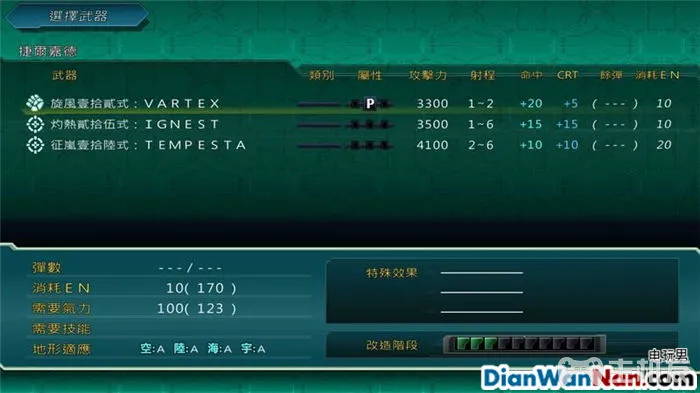 選擇武器
捷爾嘉德
武器 類別 屬性 攻擊力 射程 命中 CRT 餘彈 消耗EN
旋風壹拾貳式：VARTEX P 3300 1~2 +20 +5 (---) 10
灼熱貳拾伍式：IGNEST 3500 1~6 +15 +15 (---) 10
征嵐壹拾陸式：TEMPESTA 4100 2~6 +10 +10 (---) 20
彈數 ---/---
消耗EN 10(170)
需要氣力 100(123)
需要技能
地形適應 空:A 陸:A 海:A 宇:A
特殊效果
改造階段
电玩男
DianWanNan.com